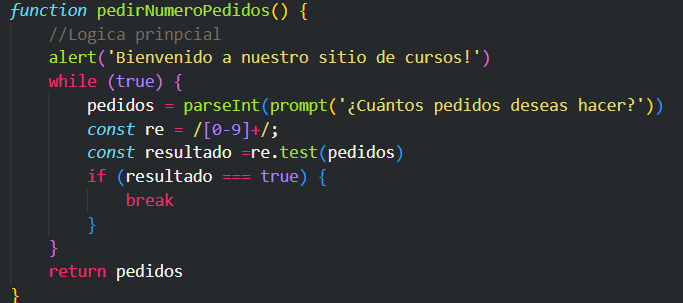 function pedirNumeroPedidos() {
    //Logica prinpcial
    alert('Bienvenido a nuestro sitio de cursos!')
    while (true) {
        pedidos = parseInt(prompt('¿Cuántos pedidos deseas hacer?'))
        const re = /[0-9]+/;
        const resultado =re.test(pedidos)
        if (resultado === true) {
            break
        }
    }
    return pedidos
}